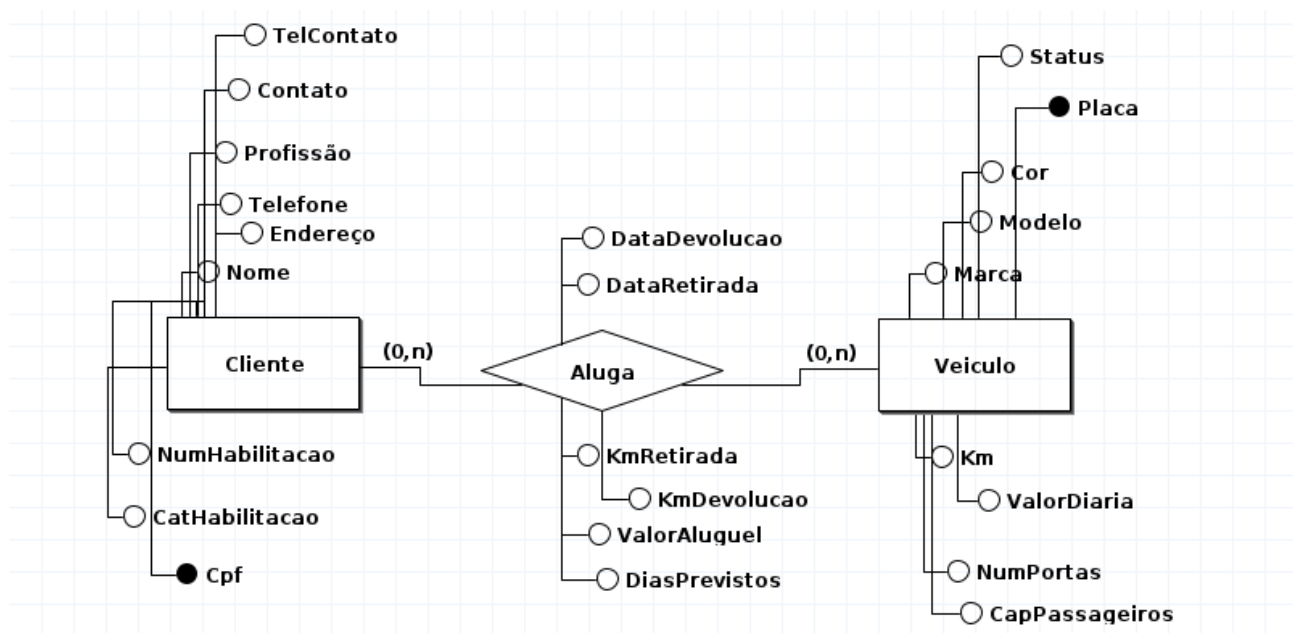 TelContato
Contato
Profissão
Telefone
Endereço
Nome
Cliente
(0,n)
NumHabilitacao
CatHabilitacao
Cpf
DataDevolucao
DataRetirada
Aluga
KmRetirada
KmDevolucao
ValorAluguel
DiasPrevistos
(0,n)
Status
Placa
Cor
Modelo
Marca
Veiculo
Km
ValorDiaria
NumPortas
CapPassageiros